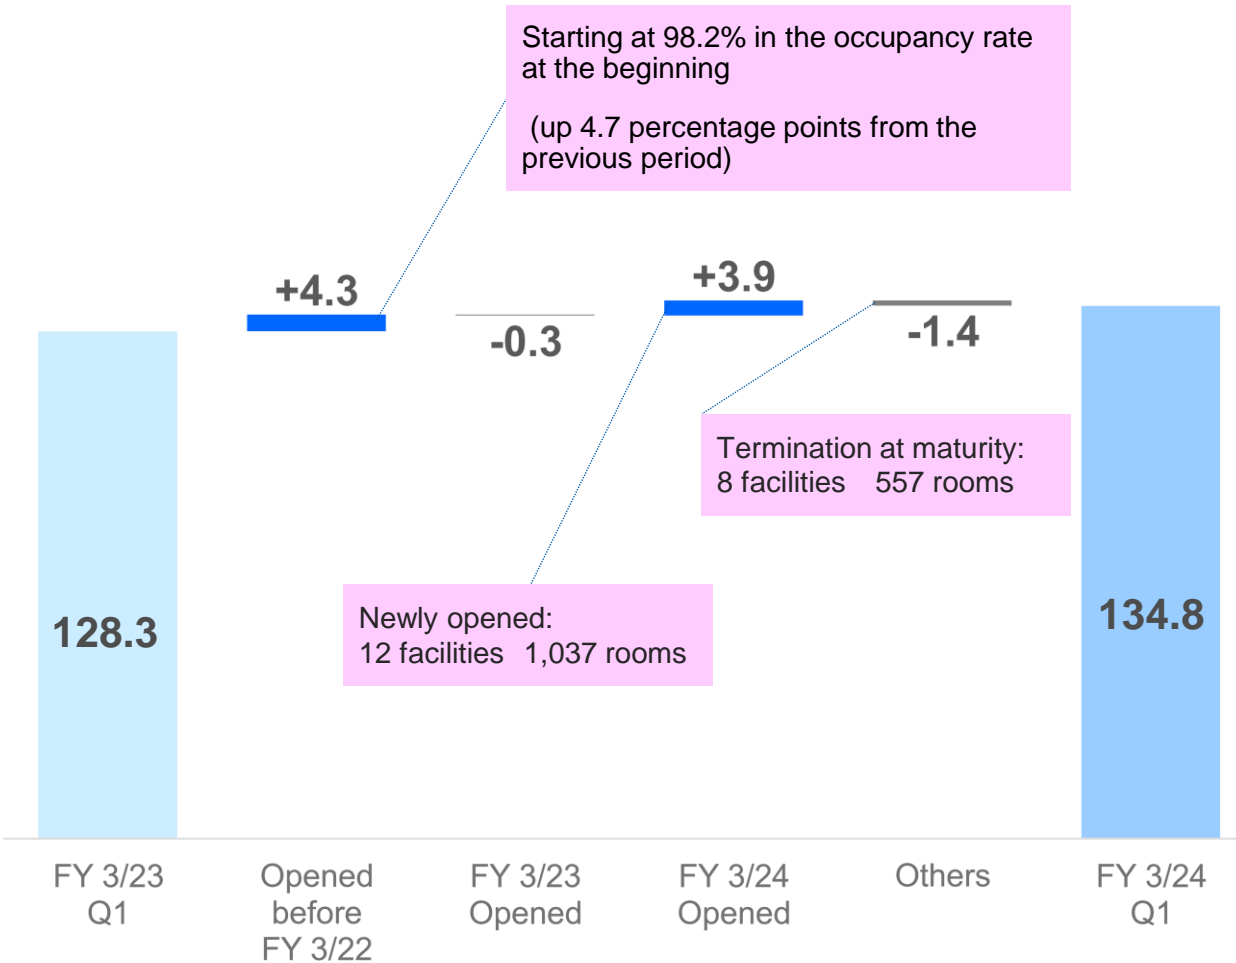 Starting at 98.2% in the occupancy rate
at the beginning
(up 4.7 percentage points from the
previous period)
+4.3
-0.3
+3.9
-1.4
Termination at maturity:
8 facilities 557 rooms
Newly opened:
12 facilities 1,037 rooms
128.3
134.8
FY 3/23
Q1
Opened
before
FY 3/22
FY 3/23
Opened
FY 3/24
Opened
Others
FY 3/24
Q1